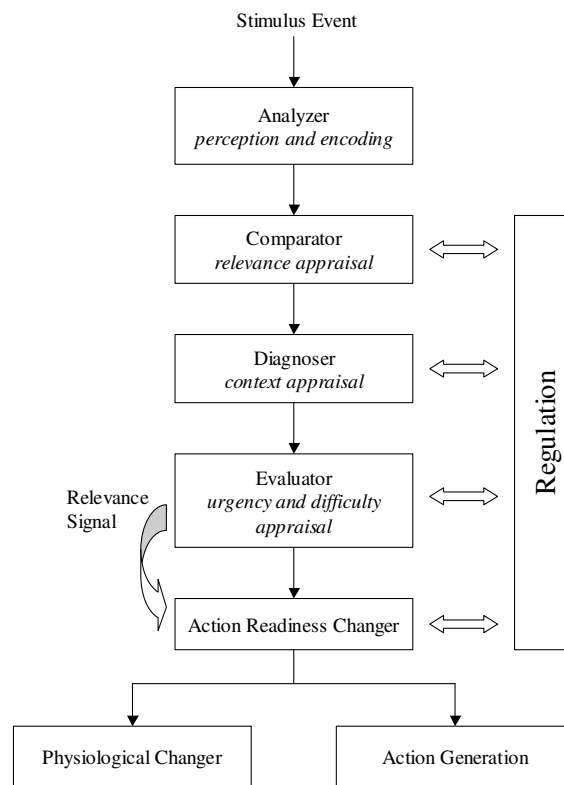 Stimulus Event
Analyzer
perception and encoding
Comparator
relevance appraisal
Diagnoser
context appraisal
Evaluator
urgency and difficulty
appraisal
Relevance
Signal
Action Readiness Changer
Regulation
Physiological Changer
Action Generation